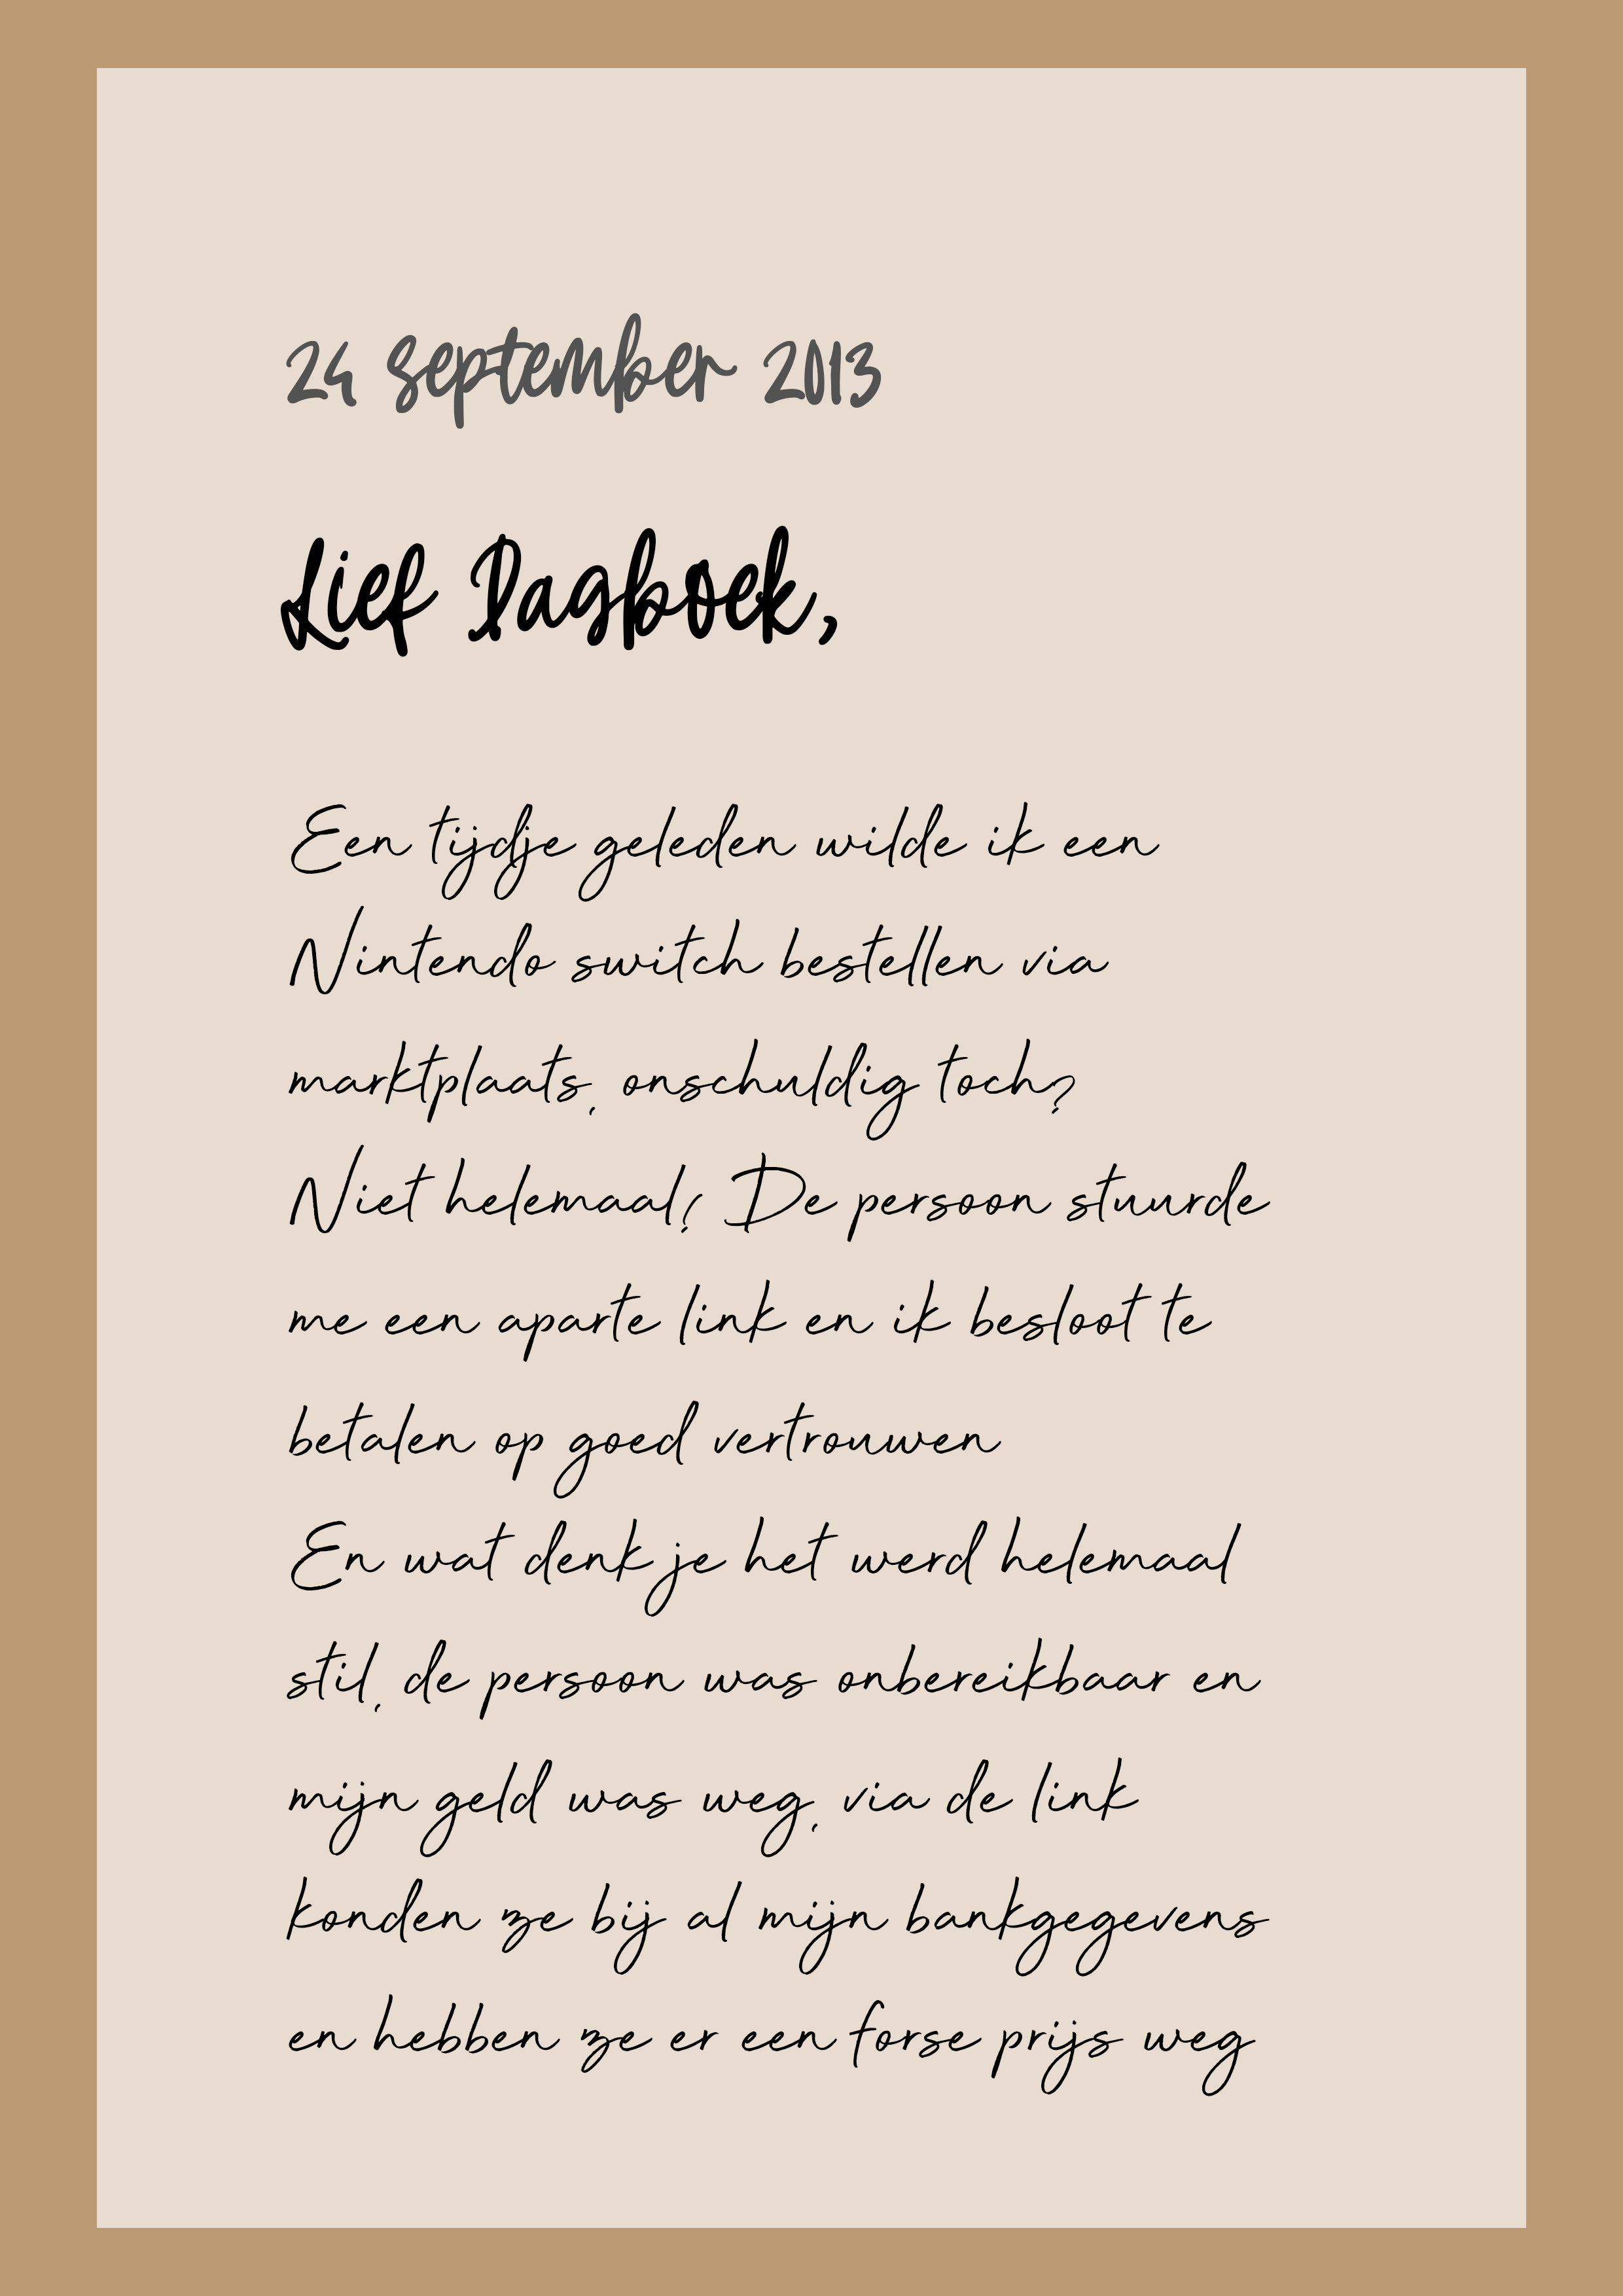 24 september 2013
Lief Dagboek,
Een tijdje geleden wilde ik een
Nintendo switch bestellen via
marktplaats, onschuldig toch?
Niet helemaal! De persoon stuurde
me een aparte link en ik besloot te
betalen op goed vertrouwen
En wat denk je het werd helemaal
stil, de persoon was onbereikbaar en
mijn geld was weg, via de link
konden ze bij al mijn bankgegevens
en hebben ze er een forse prijs weg